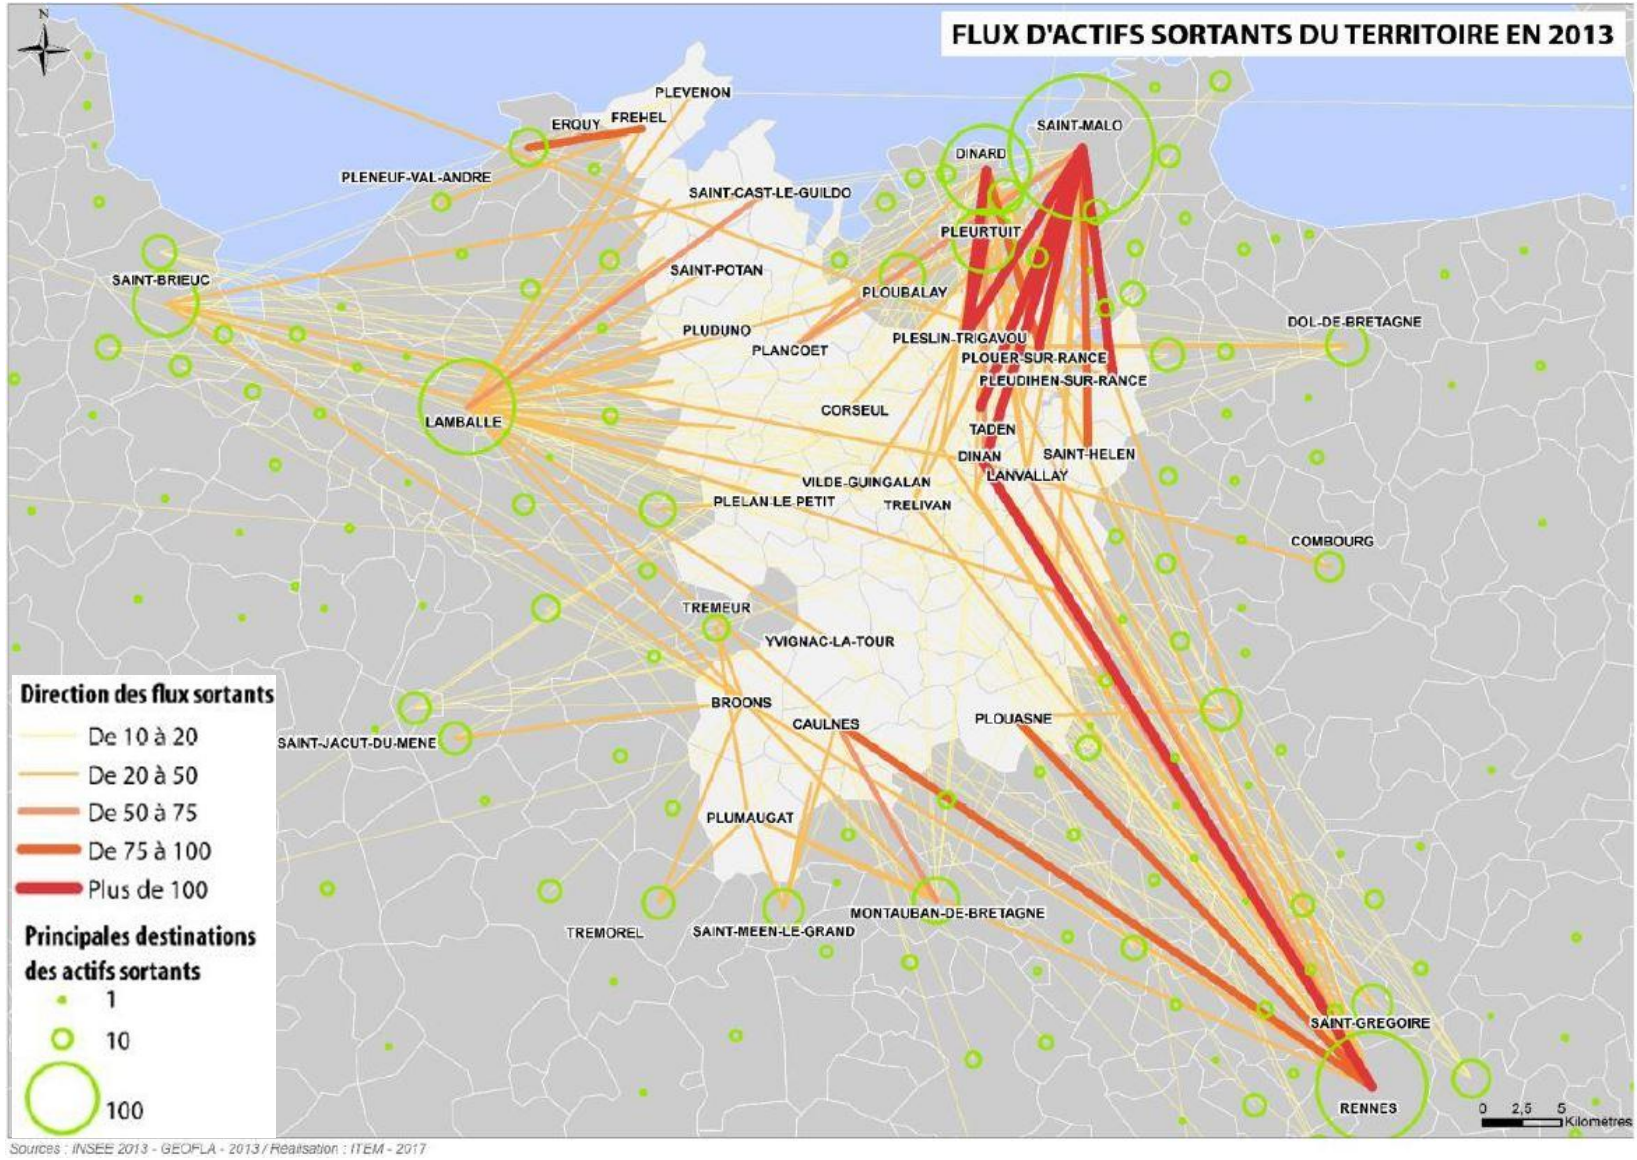 FLUX D'ACTIFS SORTANTS DU TERRITOIRE EN 2013
N
PLEVENON
ERQUY
FREHEL
SAINT-MALO
DINARD
PLENEUF-VAL-ANDRE
SAINT-CAST-LE-GUILDO
PLEURTUIT
SAINT-BRIEUC
SAINT-POTAN
PLOUBALAY
PLUDUNO
PLANCOET
PLESLIN-TRIGAVOU
DOL-DE-BRETAGNE
PLOUER-SUR-RANCE
PLEUDIHEN-SUR-RANCE
LAMBALLE
CORSEUL
TADEN
DINAN
SAINT-HELEN
LANVALLAY
VILDE-GUINGALAN
PLELAN-LE-PETIT
TRELIVAN
COMBOURG
TREMEUR
YVIGNAC-LA-TOUR
BROONS
CAULNES
PLOUASNE
SAINT-JACUT-DU-MENE
PLUMAUGAT
TREMOREL
SAINT-MEEN-LE-GRAND
MONTAUBAN-DE-BRETAGNE
SAINT-GREGOIRE
RENNES
Direction des flux sortants
De 10 à 20
De 20 à 50
De 50 à 75
De 75 à 100
Plus de 100
Principales destinations
des actifs sortants
1
10
100
0 2,5 5
Kilomètres
Sources : INSEE 2013 - GEOFLA - 2013 / Réalisation : ITEM - 2017